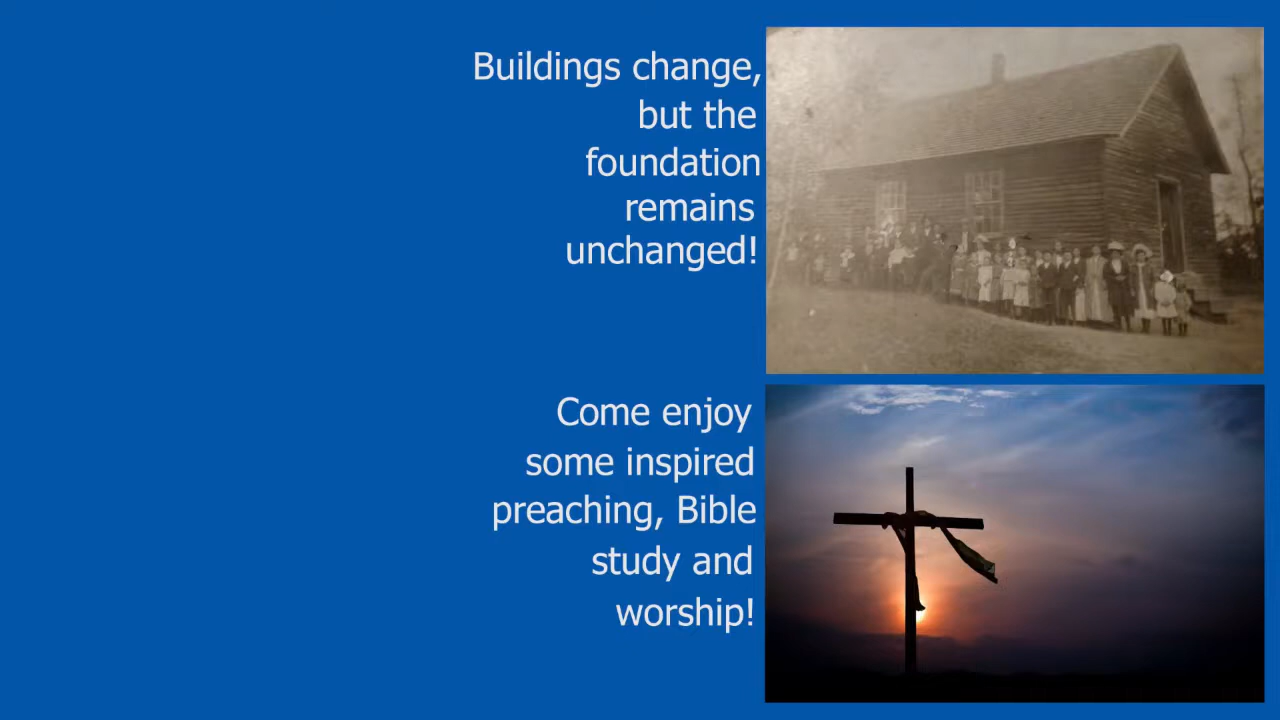 Buildings change,
but the
foundation
remains
unchanged!
Come enjoy
some inspired
preaching, Bible
study and
worship!